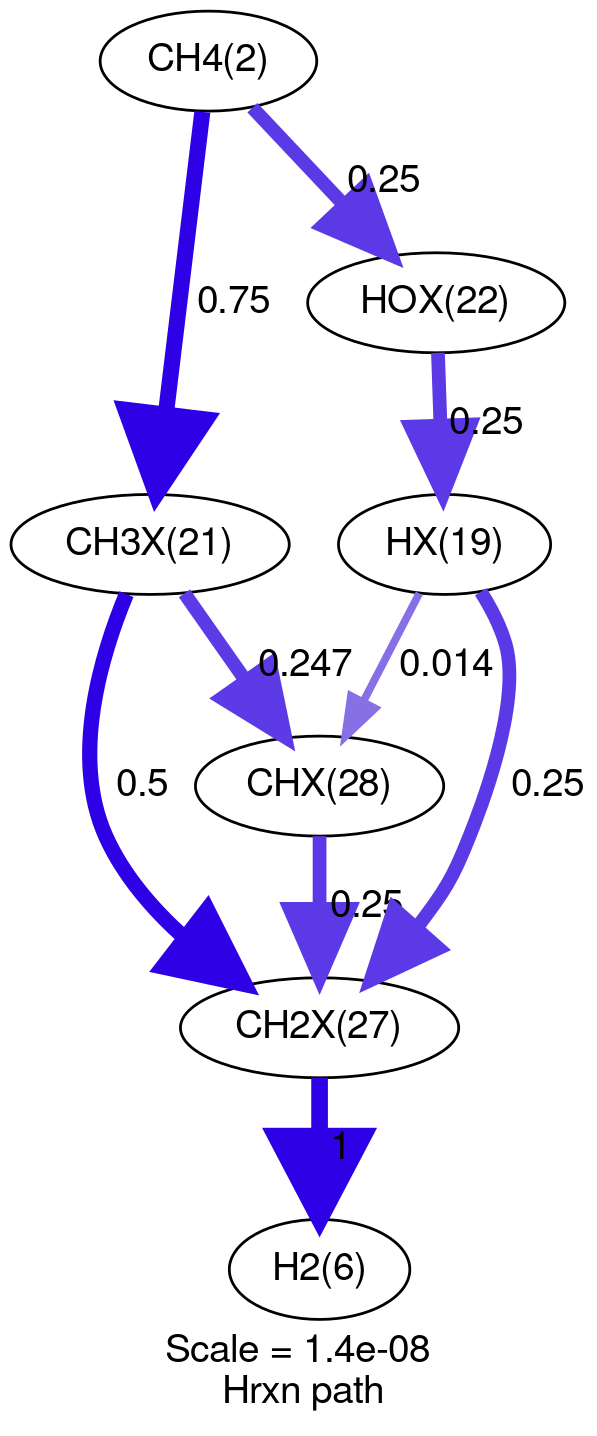 CH4(2)
0.25
0.75
HOX(22)
0.25
CH3X(21)
HX(19)
0.247
0.014
0.5
CHX(28)
0.25
0.25
CH2X(27)
1
H2(6)
Scale = 1.4e-08
Hrxn path